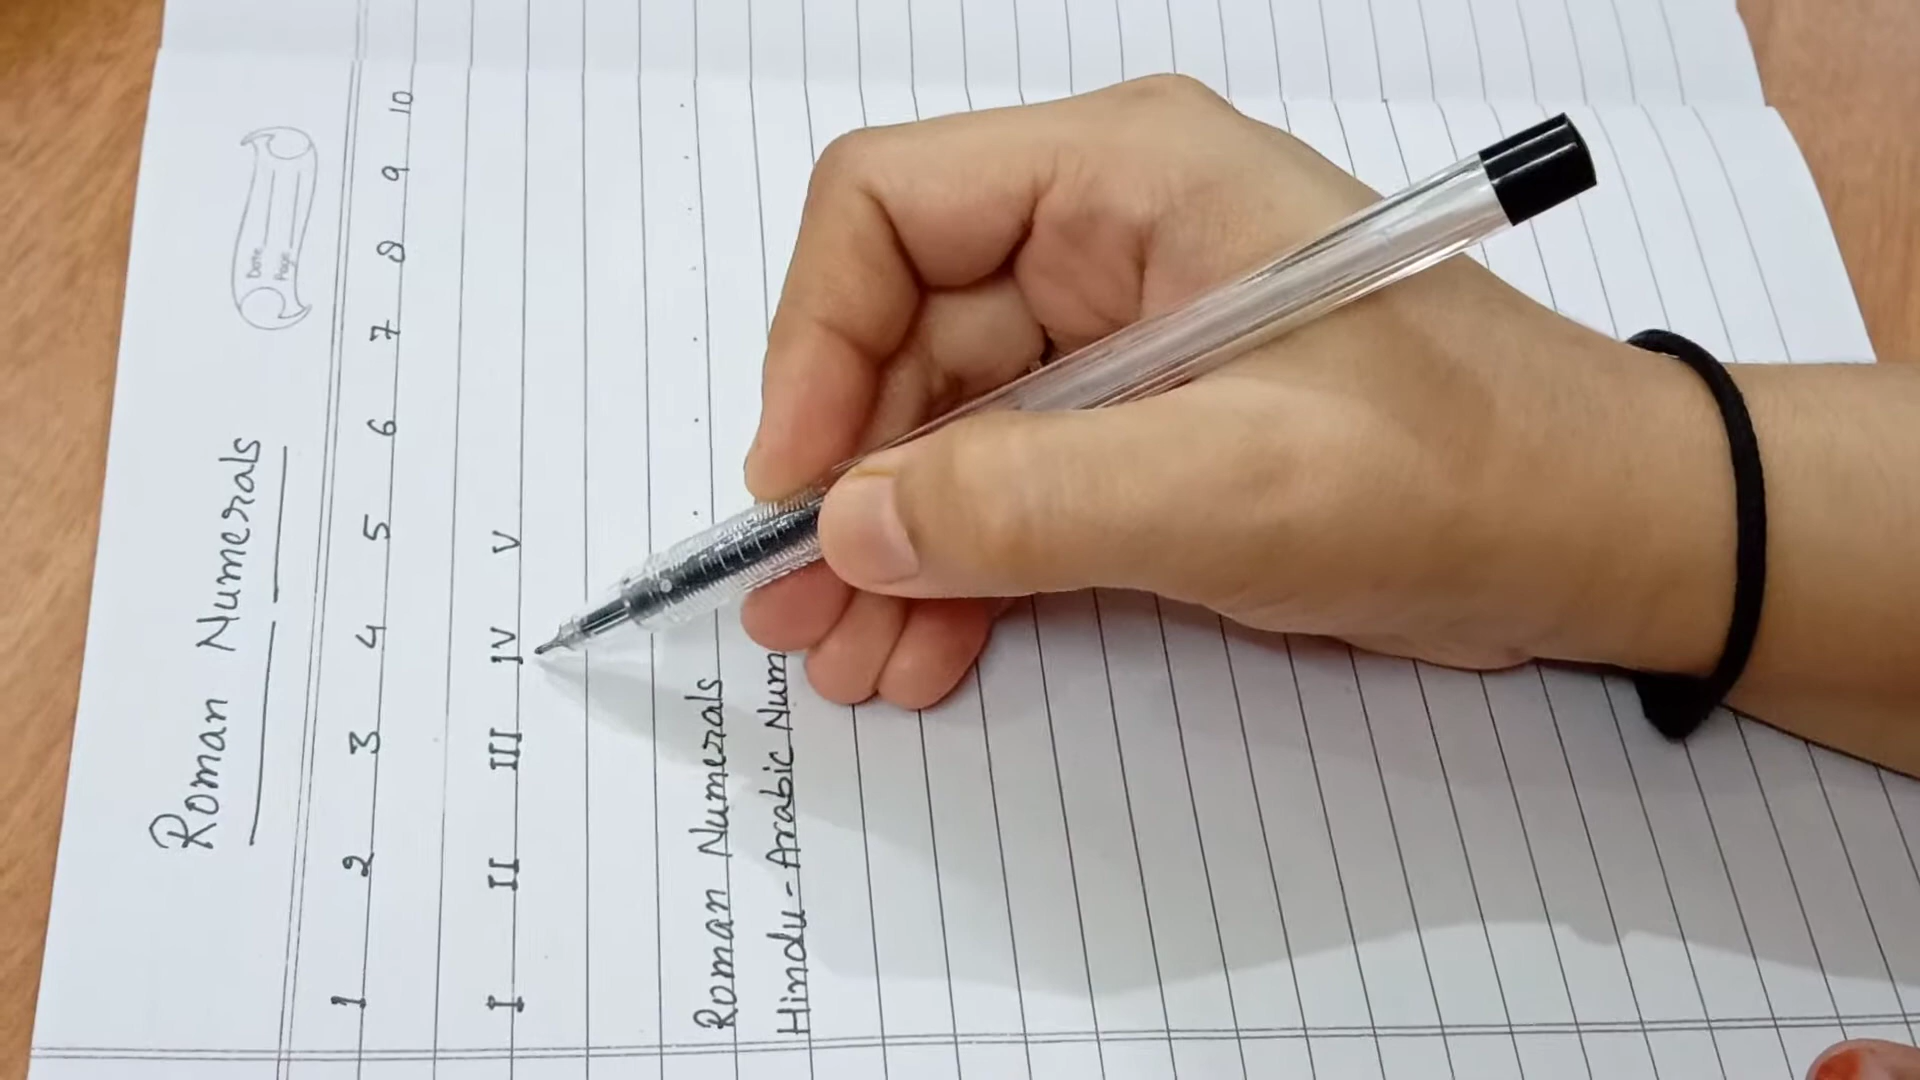 Roman Numerals
Date
Page
1 2 3 4 5 6 7 8 9 10
I II III IV V
Roman Numerals
Hindu-Arabic Num